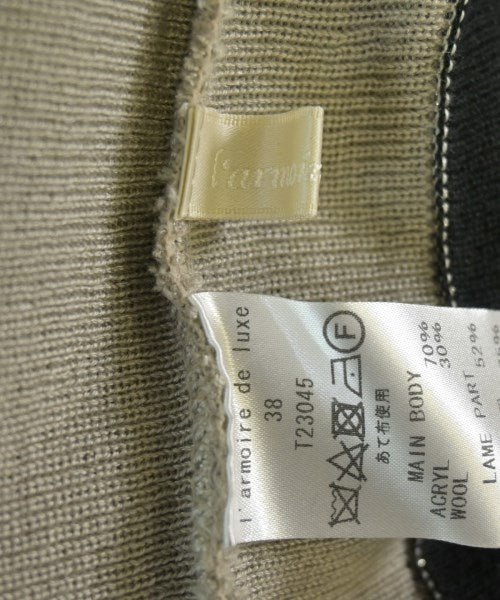 l'armoire
l'armoire de luxe
38
T23045
F
あて布使用
MAIN BODY
ACRYL 70%
WOOL 30%
LAME PART
52%